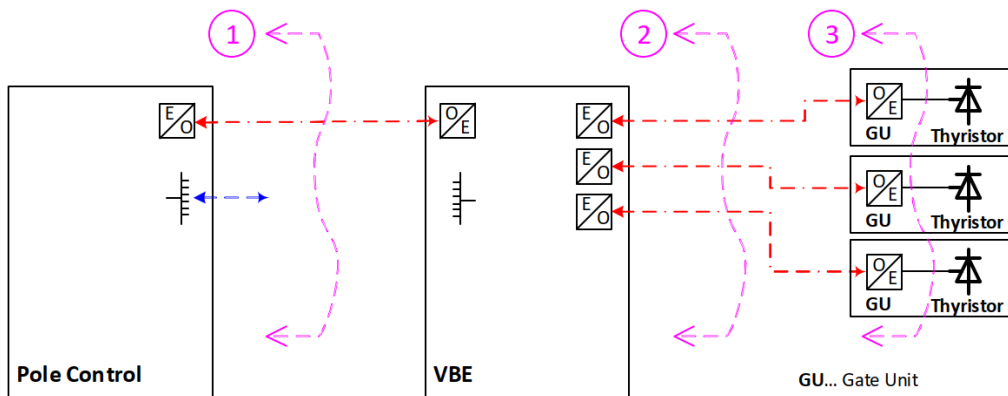 1
2
3
E
O
O
E
E
O
E
O
E
O
O
E
GU
Thyristor
O
E
GU
Thyristor
O
E
GU
Thyristor
Pole Control
VBE
GU... Gate Unit